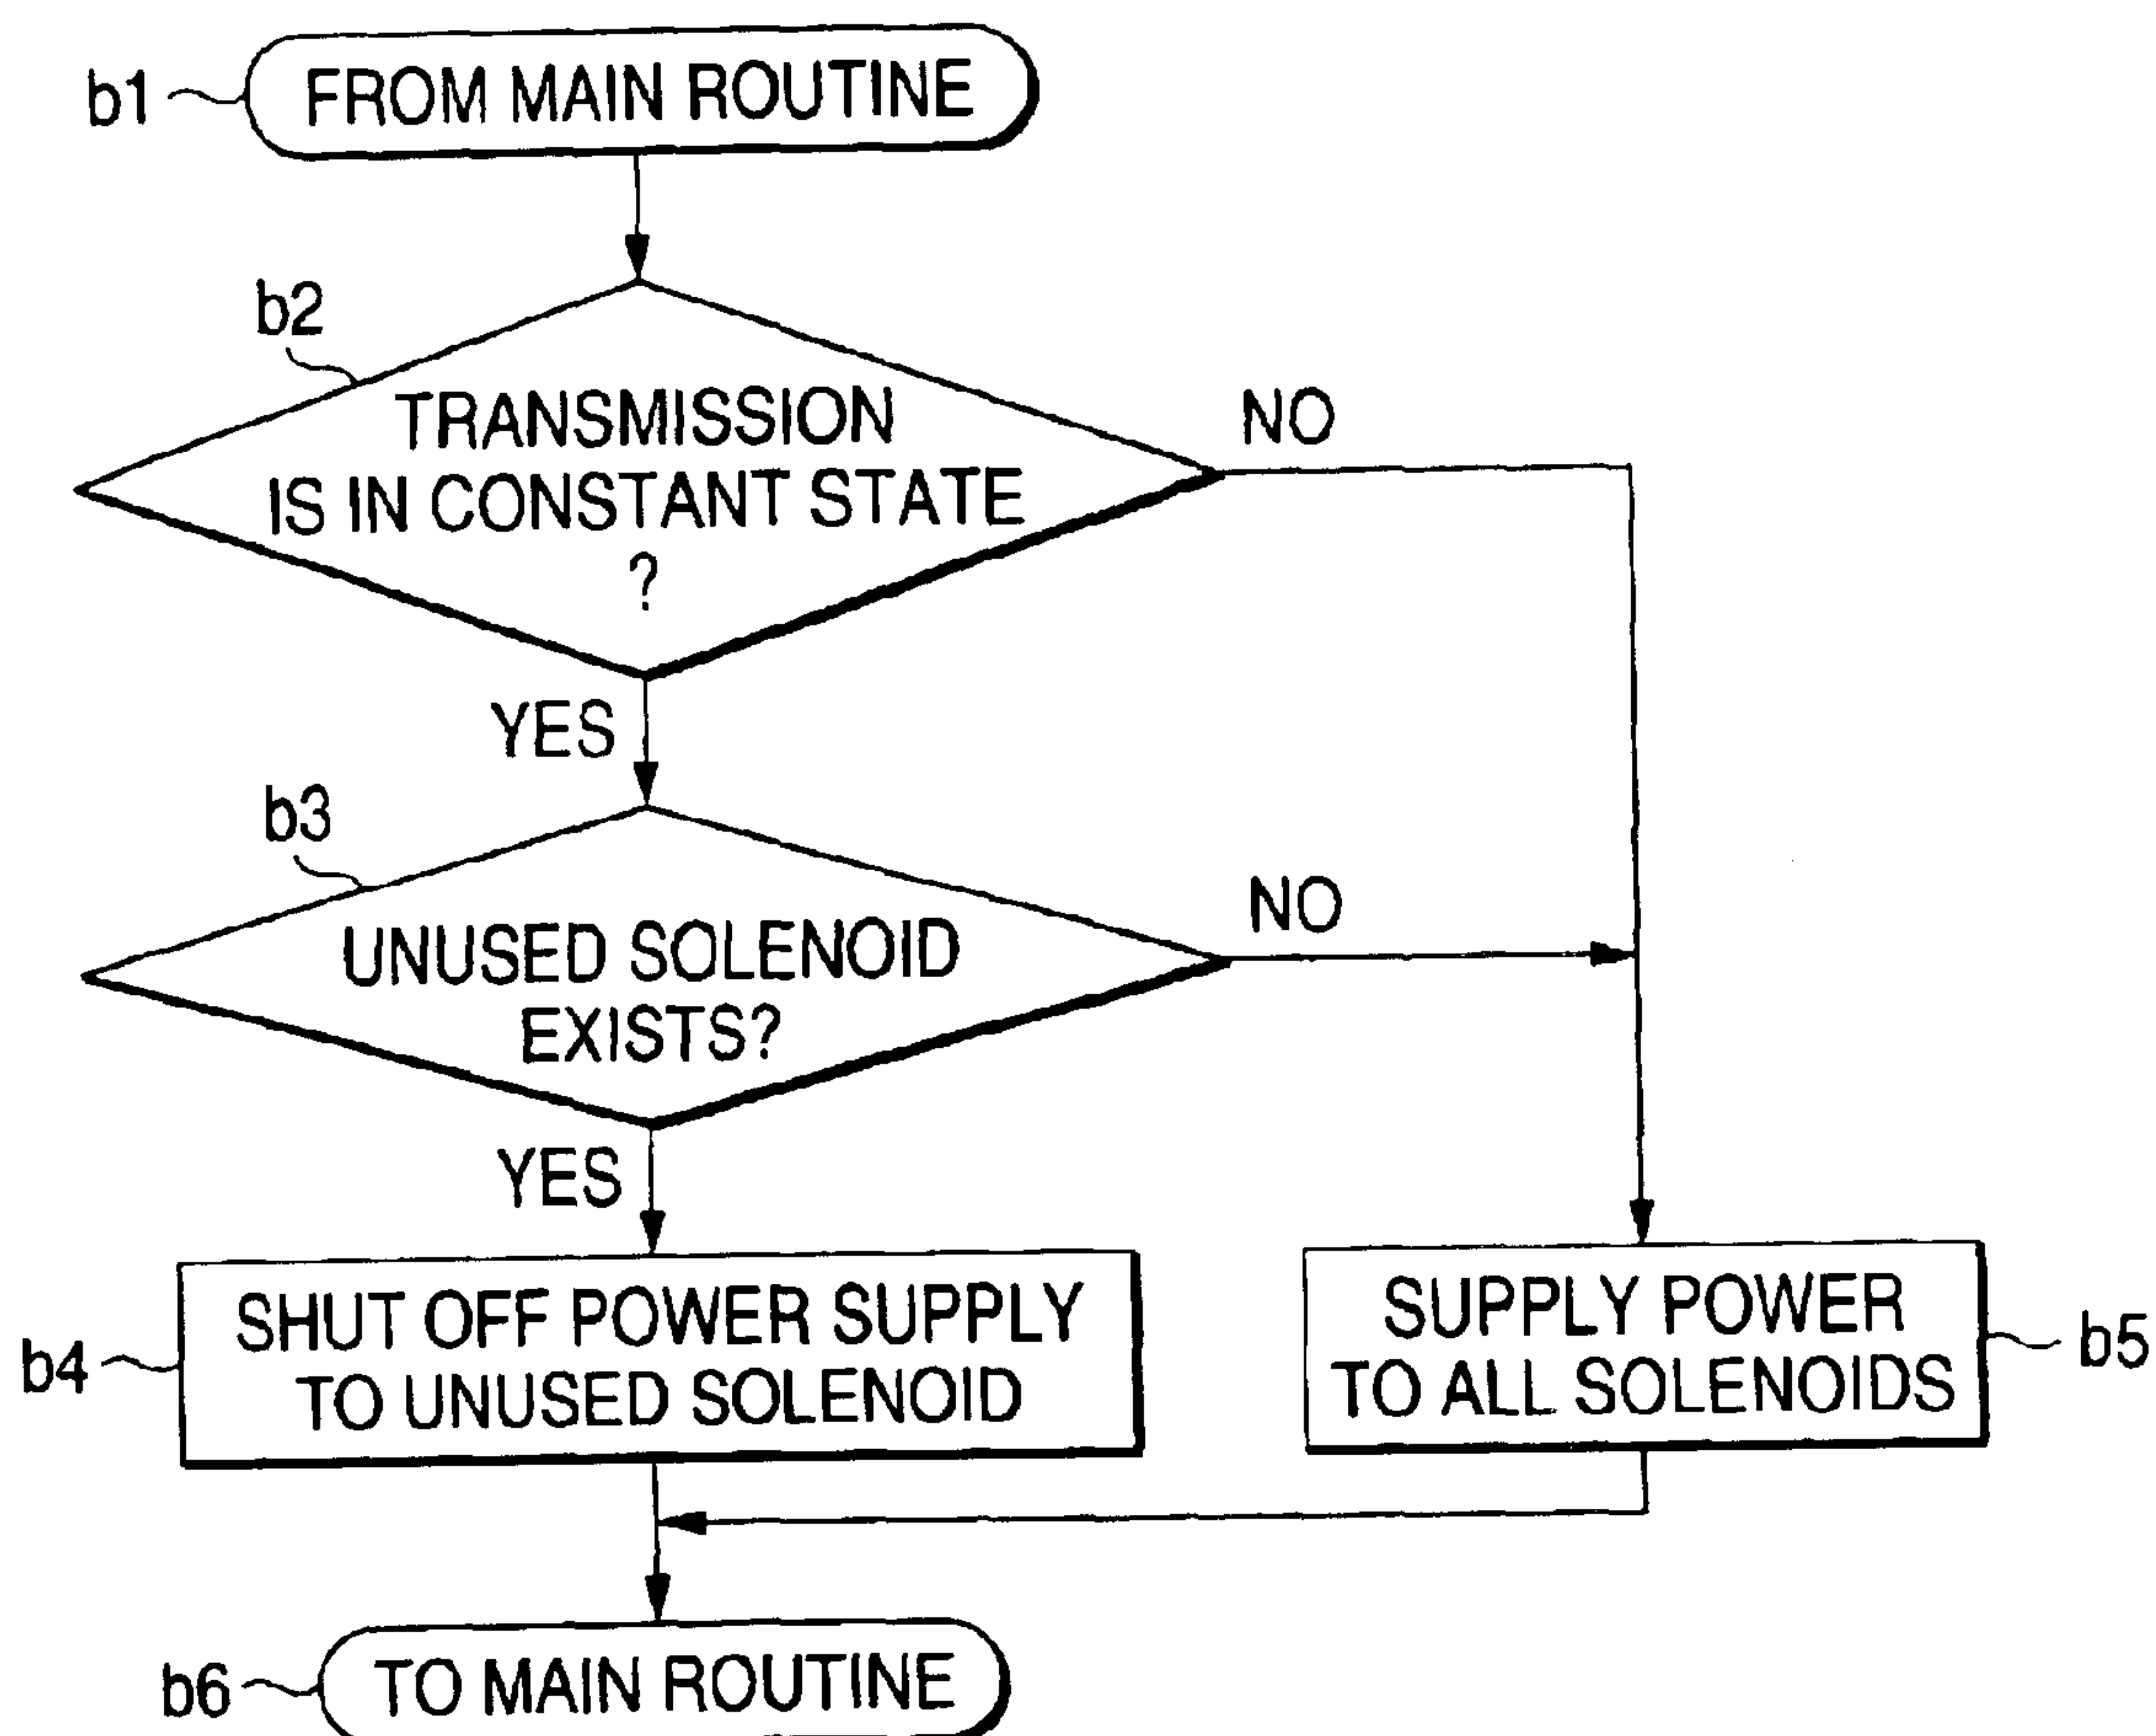 b1
FROM MAIN ROUTINE
b2
TRANSMISSION
IS IN CONSTANT STATE
?
NO
YES
b3
UNUSED SOLENOID
EXISTS?
NO
YES
b4
SHUT OFF POWER SUPPLY
TO UNUSED SOLENOID
SUPPLY POWER
TO ALL SOLENOIDS
b5
b6
TO MAIN ROUTINE